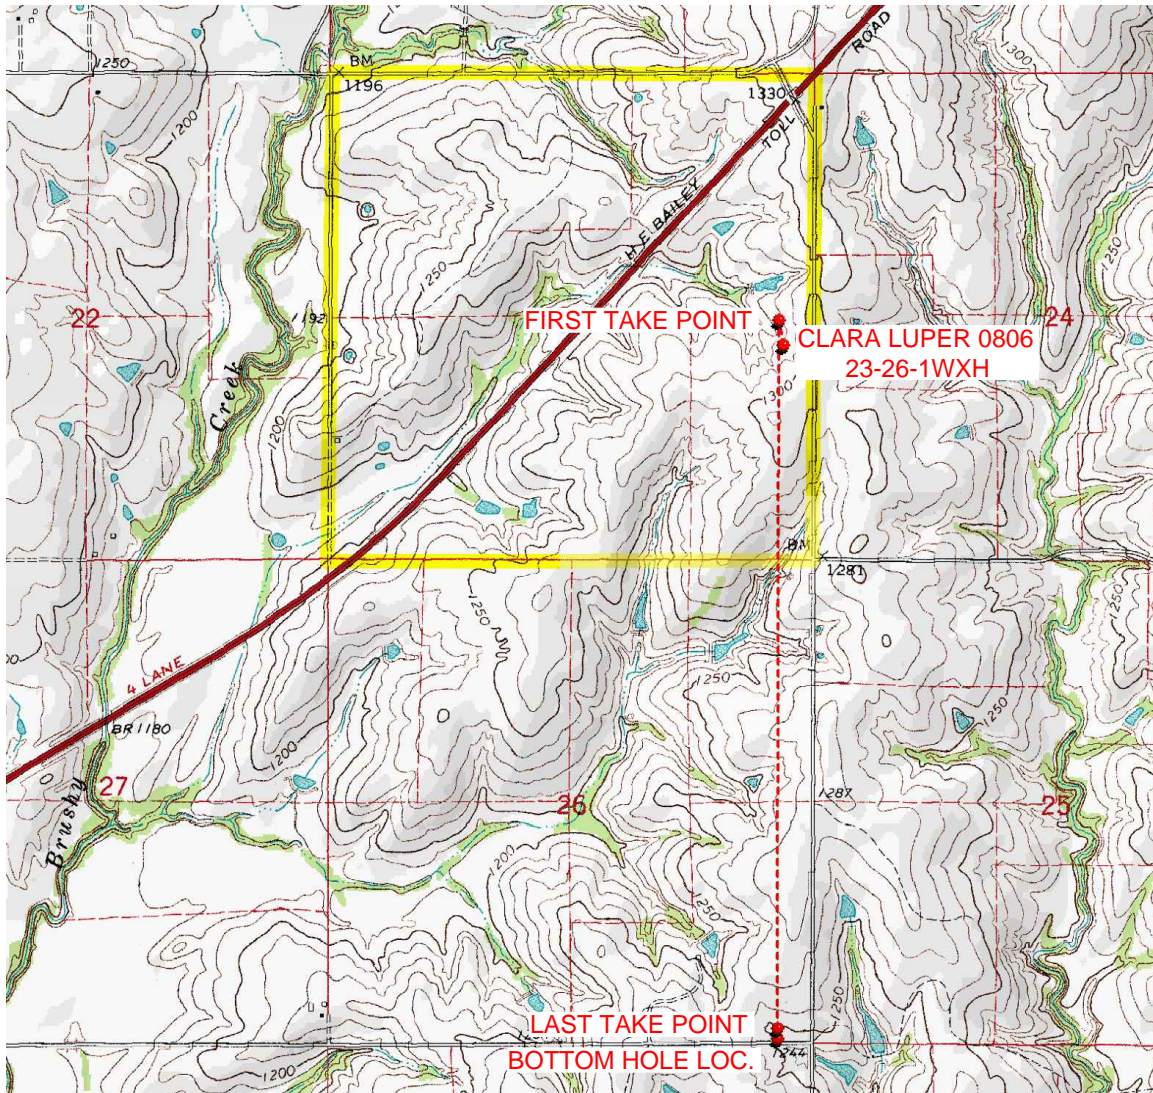 1250
BM
1196
1330
TOLL
ROAD
1300
1200
H.F. BAILEY
1250
22
1192
FIRST TAKE POINT
24
CLARA LUPER 0806
23-26-1WXH
1300
Creek
1200
BM
1281
1250
4 LANE
1250
1250
BR 1180
1200
27
26
1287
25
Brushy
1200
1250
1250
LAST TAKE POINT
BOTTOM HOLE LOC.
1244
1200